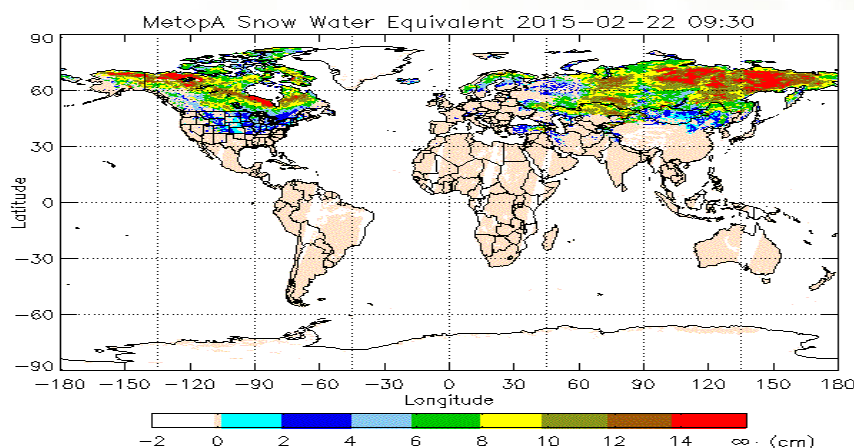 MetopA Snow Water Equivalent 2015-02-22 09:30
90
60
30
0
-30
-60
-90
Latitude
-180 -150 -120 -90 -60 -30 0 30 60 90 120 150 180
Longitude
-2 0 2 4 6 8 10 12 14 ∞ (cm)